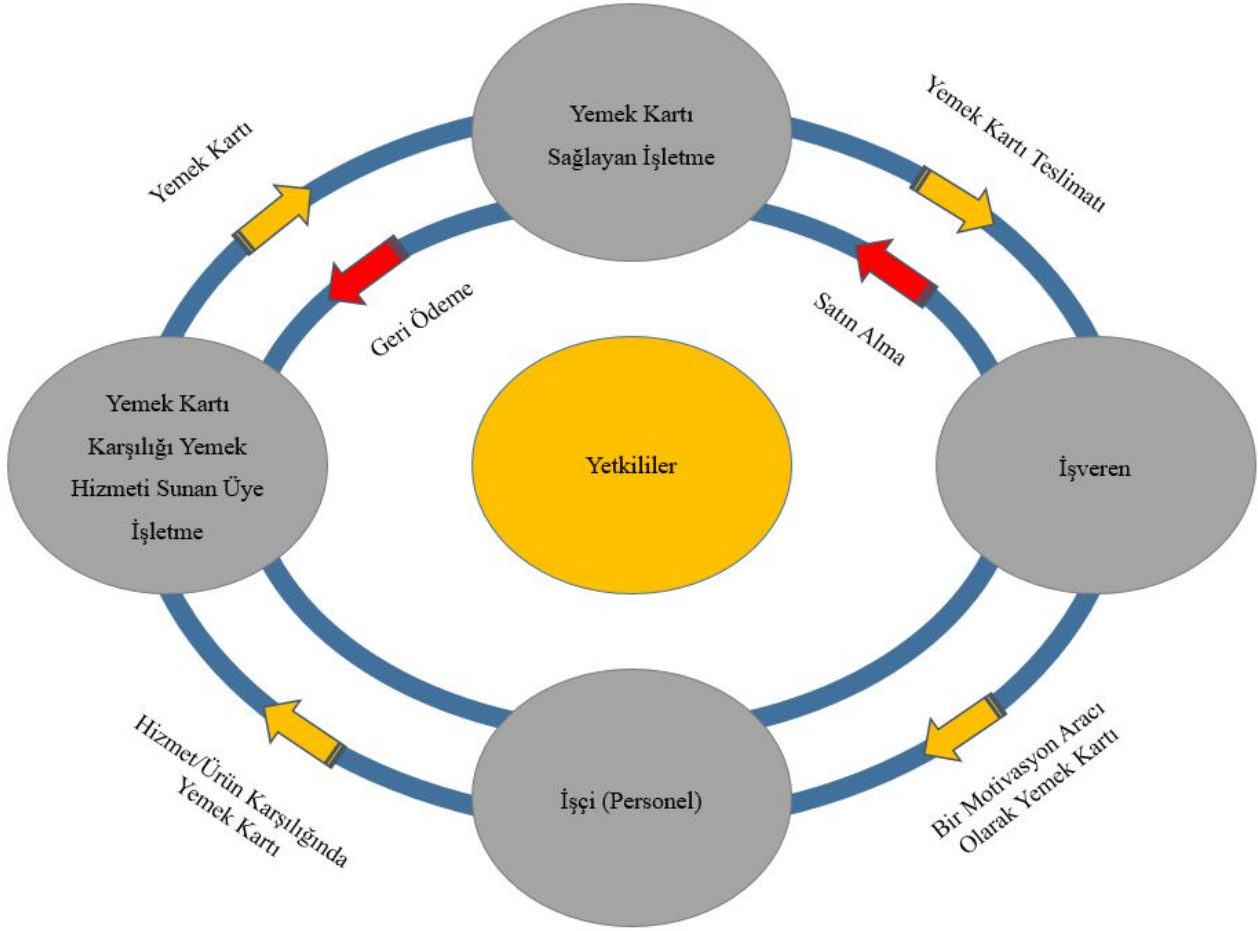 Yemek Kartı
Sağlayan İşletme
Yemek Kartı
Yemek Kartı Teslimatı
Geri Ödeme
Satın Alma
Yemek Kartı
Karşılığı Yemek
Hizmeti Sunan Üye
İşletme
Yetkililer
İşveren
Hizmet/Ürün Karşılığında
Yemek Kartı
İşçi (Personel)
Bir Motivasyon Aracı
Olarak Yemek Kartı